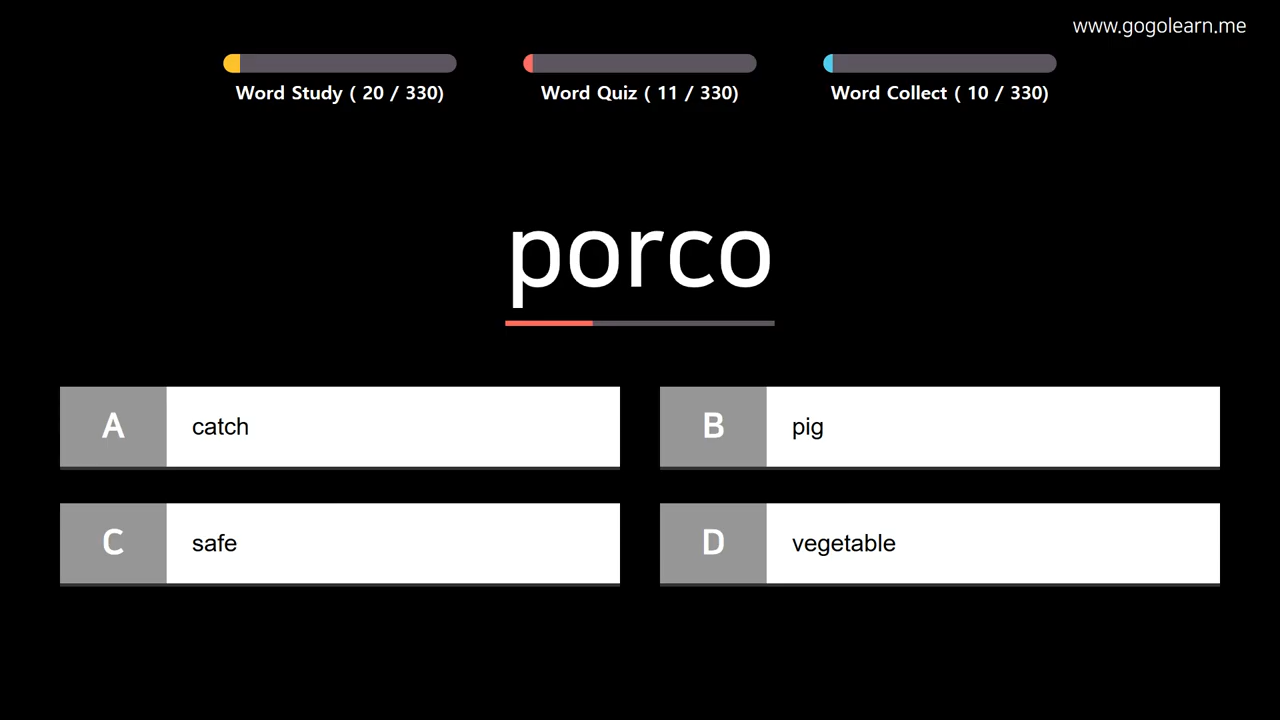 www.gogolearn.me
Word Study ( 20 / 330)
Word Quiz ( 11 / 330)
Word Collect ( 10 / 330)
porco
A catch
B pig
C safe
D vegetable